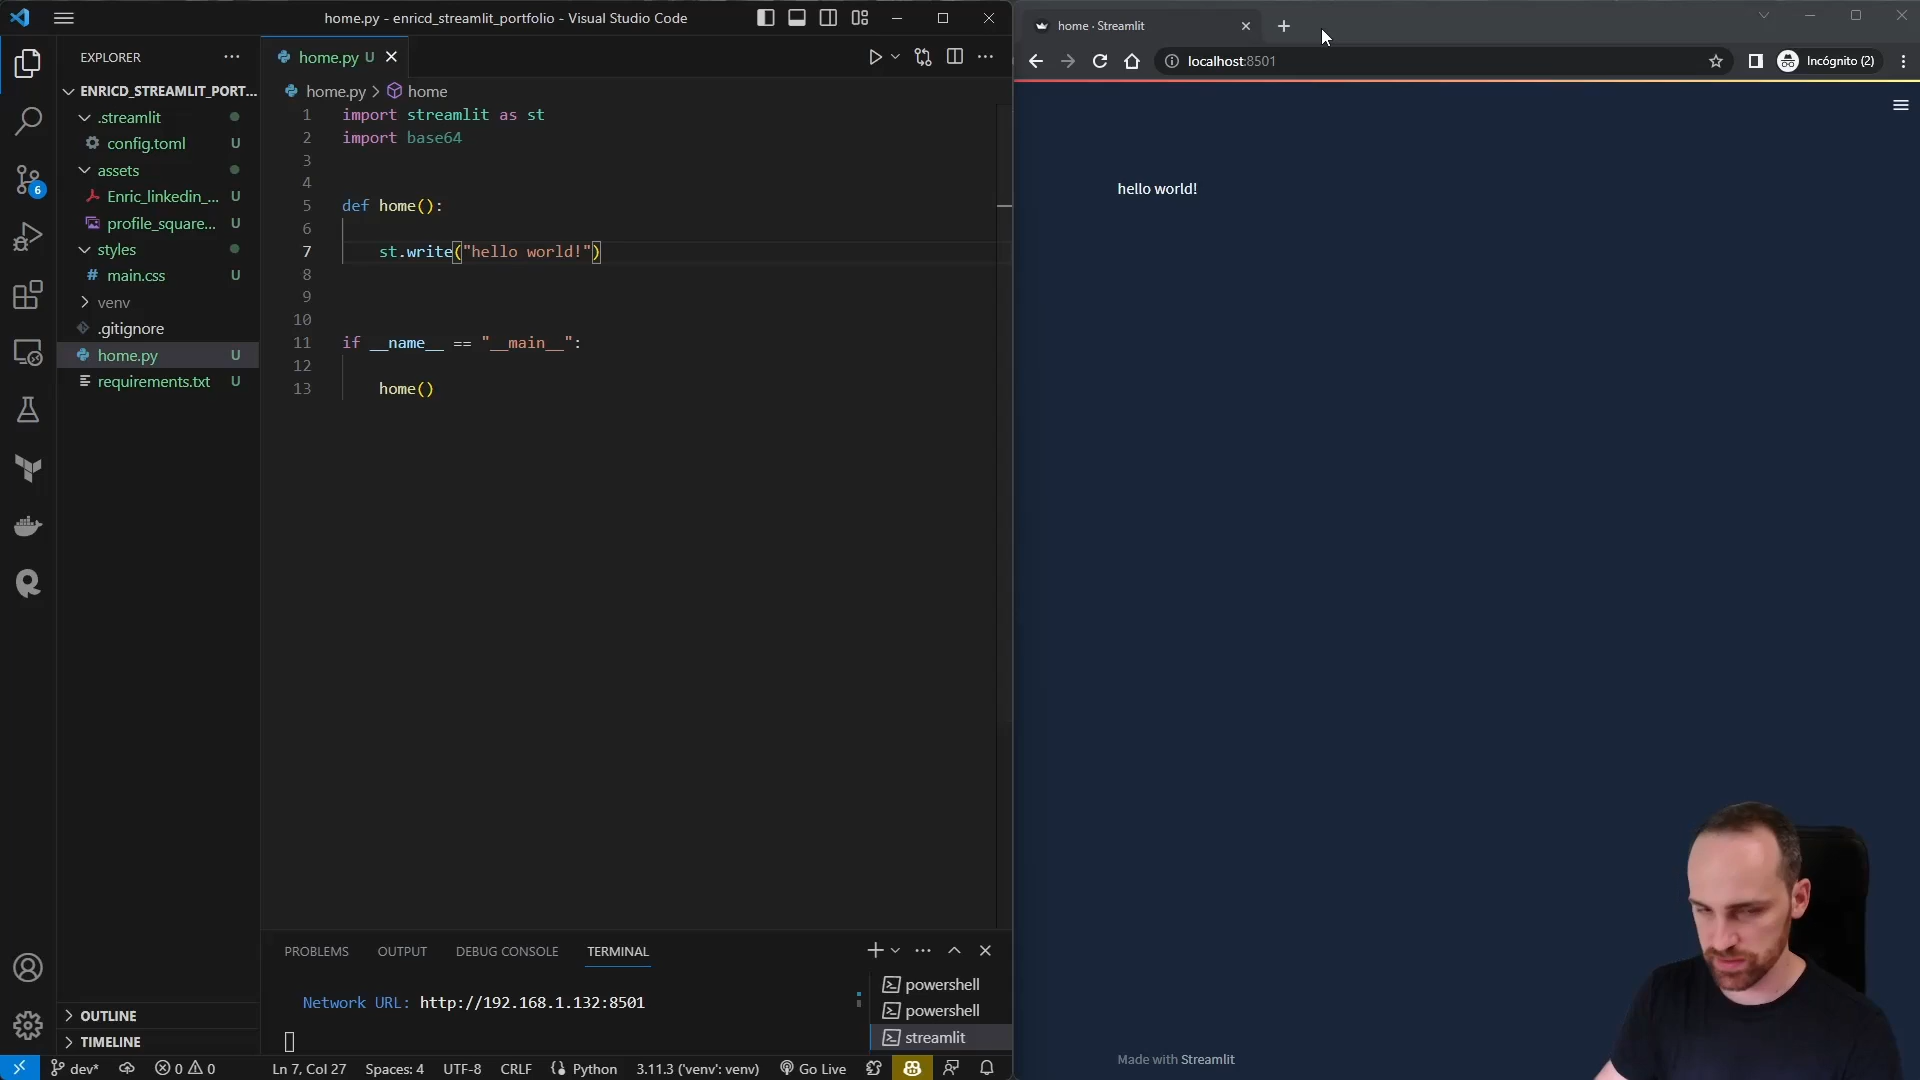 home.py - enricd_streamlit_portfolio - Visual Studio Code
EXPLORER
ENRICD_STREAMLIT_PORT...
.streamlit
config.toml U
assets
Enric_linkedin_... U
profile_square... U
styles
# main.css U
venv
.gitignore
home.py U
requirements.txt U
OUTLINE
TIMELINE
6
home.py U
home.py > home
1 import streamlit as st
2 import base64
3
4
5 def home():
6
7 st.write("hello world!")
8
9
10
11 if __name__ == "__main__":
12
13 home()
PROBLEMS OUTPUT DEBUG CONSOLE TERMINAL
Network URL: http://192.168.1.132:8501
powershell
powershell
streamlit
dev* 0 0 Ln 7, Col 27 Spaces: 4 UTF-8 CRLF Python 3.11.3 ('venv': venv) Go Live
home · Streamlit
localhost:8501
Incógnito (2)
hello world!
Made with Streamlit